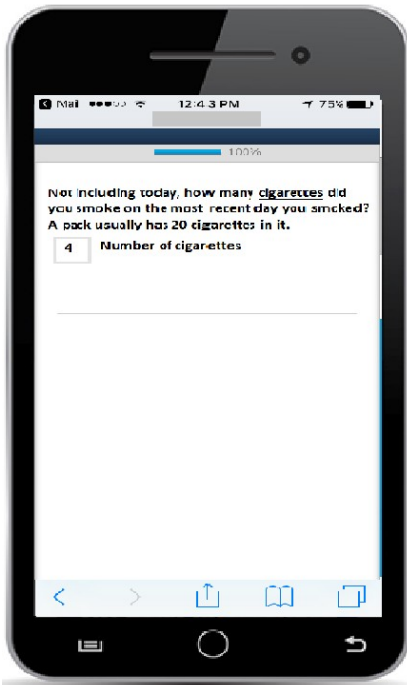 Mail 12:43 PM 75%
100%
Not including today, how many cigarettes did
you smoke on the most recent day you smoked?
A pack usually has 20 cigarettes in it.
4 Number of cigarettes